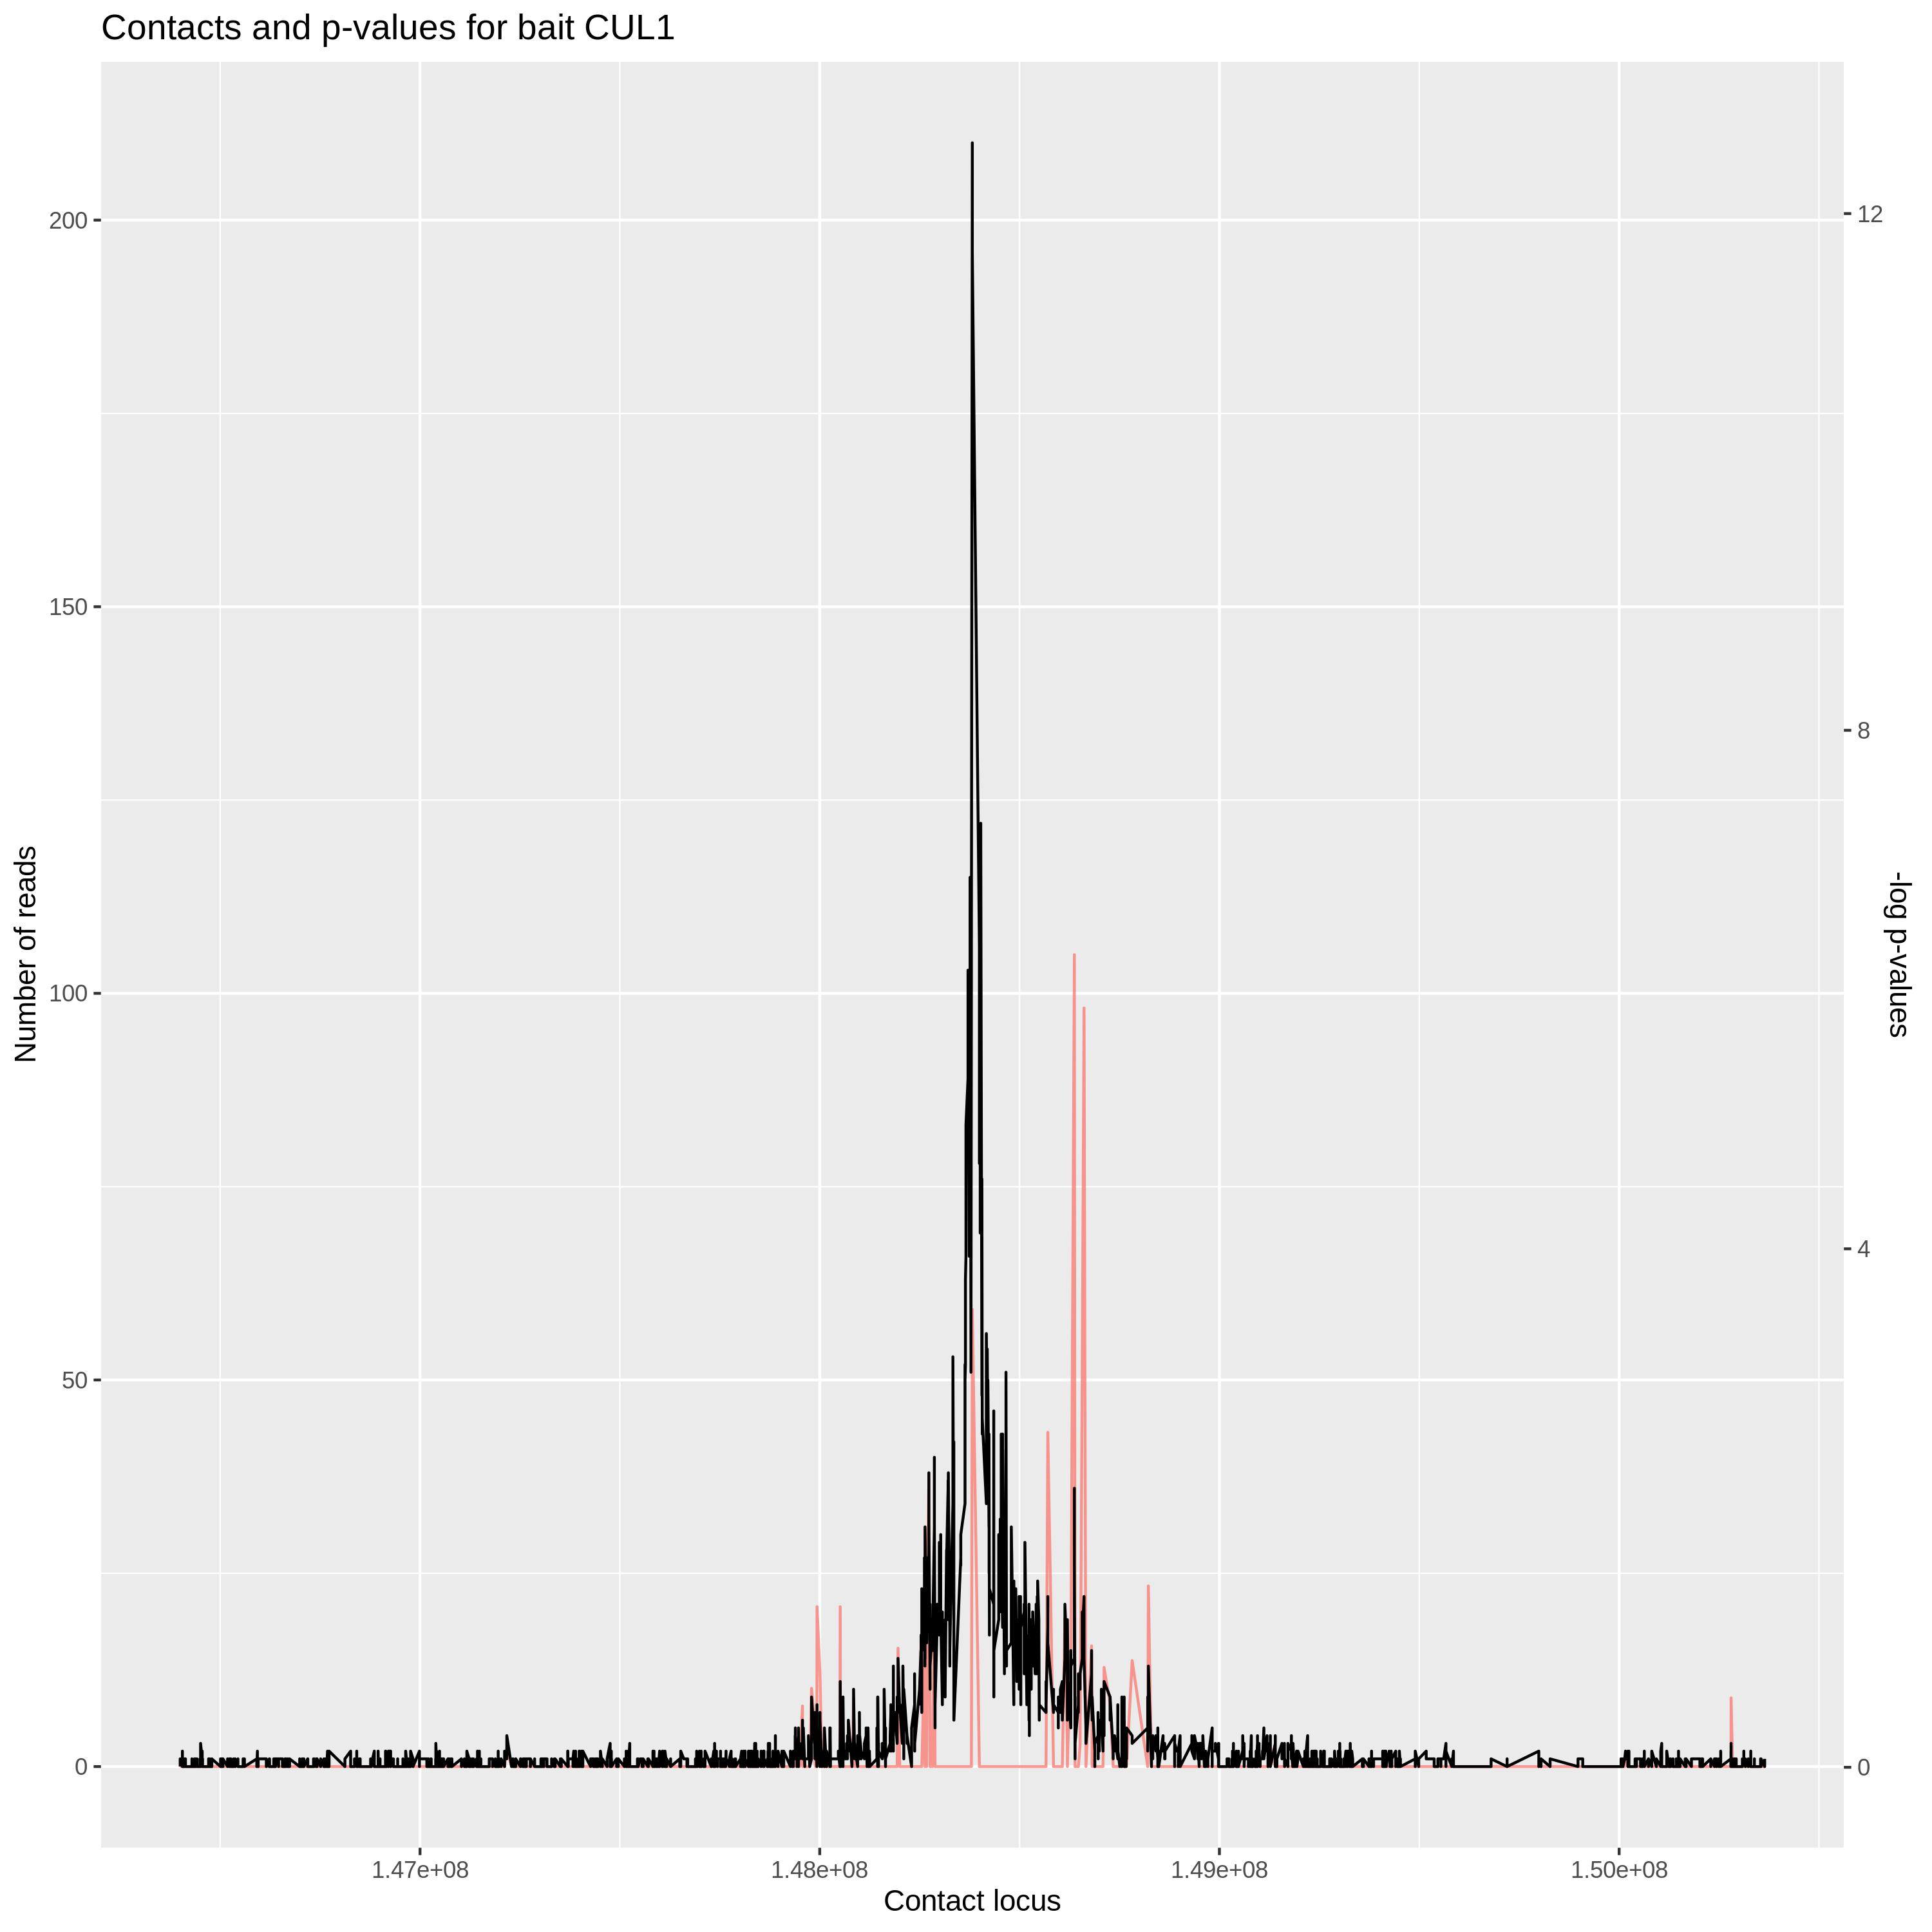 Contacts and p-values for bait CUL1
200
150
100
50
0
12
8
4
0
Number of reads
-log p-values
1.47e+08
1.48e+08
1.49e+08
1.50e+08
Contact locus